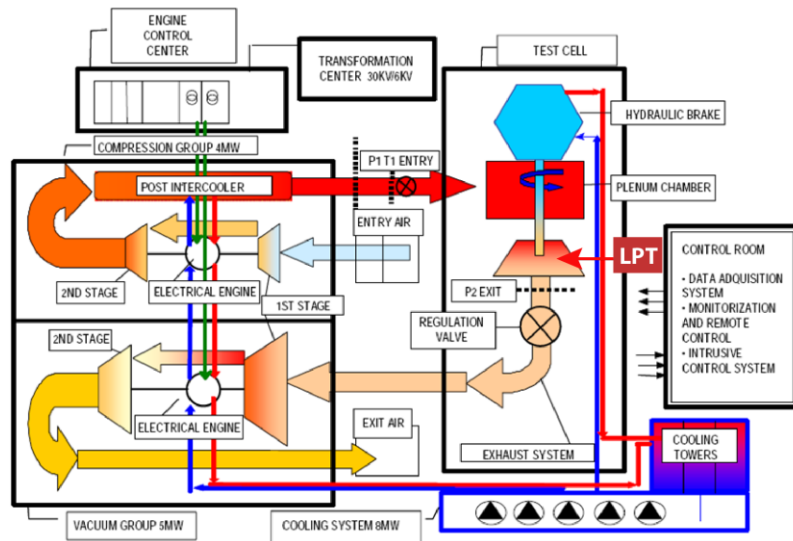 ENGINE
CONTROL
CENTER
TRANSFORMATION
CENTER 30KV/6KV
TEST CELL
HYDRAULIC BRAKE
COMPRESSION GROUP 4MW
P1 T1 ENTRY
POST INTERCOOLER
PLENUM CHAMBER
ENTRY AIR
LPT
CONTROL ROOM
• DATA ADQUISITION
SYSTEM
• MONITORIZATION
AND REMOTE
CONTROL
• INTRUSIVE
CONTROL SYSTEM
2ND STAGE
ELECTRICAL ENGINE
1ST STAGE
P2 EXIT
REGULATION
VALVE
2ND STAGE
ELECTRICAL ENGINE
EXIT AIR
EXHAUST SYSTEM
COOLING
TOWERS
VACUUM GROUP 5MW
COOLING SYSTEM 8MW